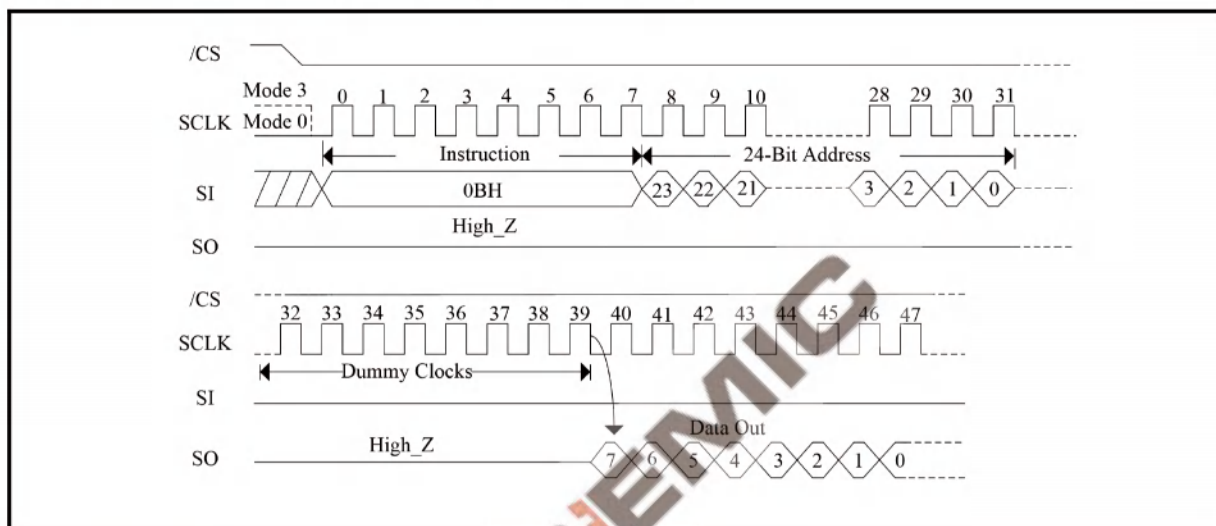 /CS
Mode 3
0 1 2 3 4 5 6 7 8 9 10 28 29 30 31
SCLK
Mode 0
Instruction 24-Bit Address
SI 0BH 23 22 21 3 2 1 0
High_Z
SO
/CS
32 33 34 35 36 37 38 39 40 41 42 43 44 45 46 47
SCLK
Dummy Clocks
SI
High_Z Data Out
SO 7 6 5 4 3 2 1 0
EMIC